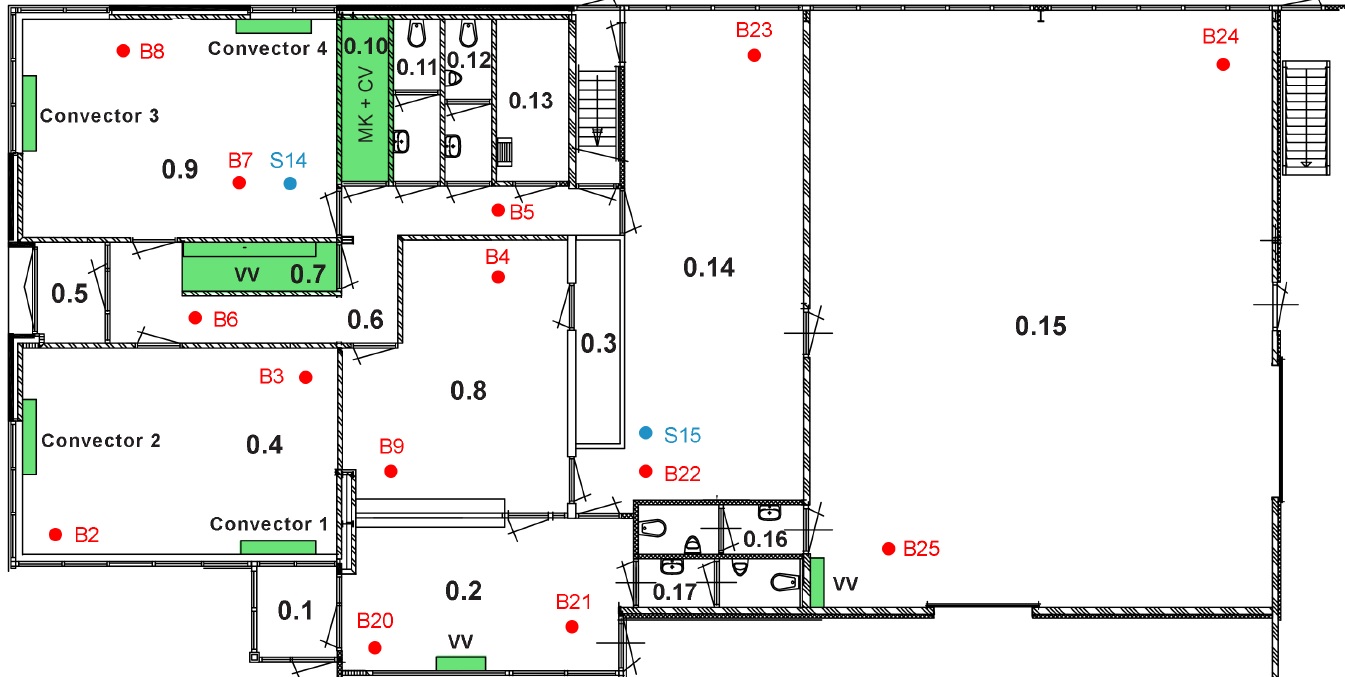 B23
B24
Convector 4
B8
0.10
MK + CV
0.11
0.12
0.13
Convector 3
0.9
B7
S14
B5
0.5
VV
0.7
B4
0.14
B6
0.6
0.3
0.15
B3
0.8
Convector 2
0.4
B9
S15
B22
Convector 1
B2
0.16
B25
0.1
0.2
0.17
VV
B20
B21
VV